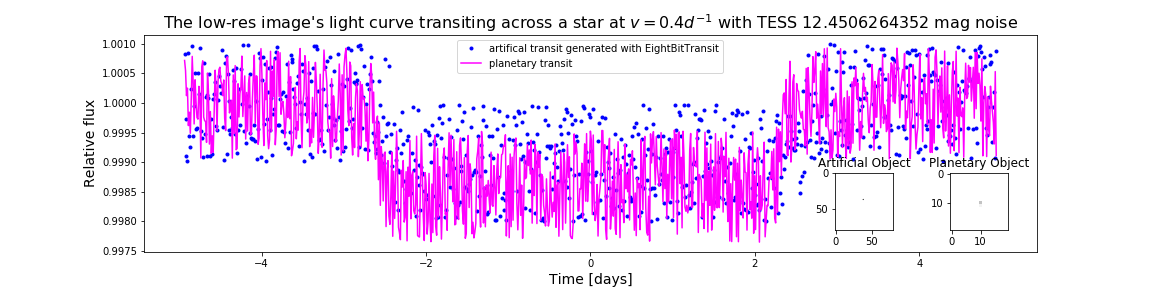 The low-res image's light curve transiting across a star at v = 0.4d⁻¹ with TESS 12.4506264352 mag noise
artifical transit generated with EightBitTransit
planetary transit
Relative flux
1.0010
1.0005
1.0000
0.9995
0.9990
0.9985
0.9980
0.9975
Artificial Object
0
50
0 50
Planetary Object
0
10
0 10
−4 −2 0 2 4
Time [days]